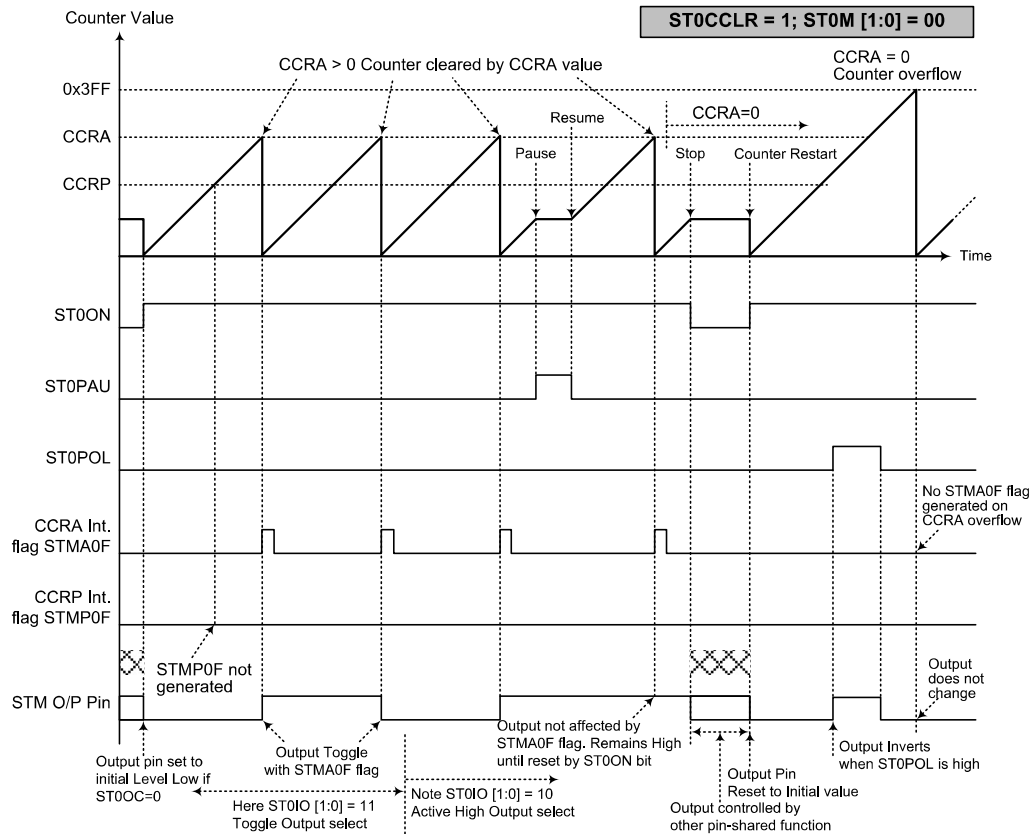 Counter Value
ST0CCLR = 1; ST0M [1:0] = 00
CCRA > 0 Counter cleared by CCRA value
CCRA = 0
Counter overflow
0x3FF
CCRA
CCRP
Resume
CCRA=0
Pause
Stop
Counter Restart
Time
ST0ON
ST0PAU
ST0POL
No STMA0F flag
generated on
CCRA overflow
CCRA Int.
flag STMA0F
CCRP Int.
flag STMP0F
STMP0F not
generated
Output
does not
change
STM O/P Pin
Output pin set to
initial Level Low if
ST0OC=0
Output Toggle
with STMA0F flag
Output not affected by
STMA0F flag. Remains High
until reset by ST0ON bit
Output Inverts
when ST0POL is high
Output Pin
Reset to Initial value
Here ST0IO [1:0] = 11
Toggle Output select
Note ST0IO [1:0] = 10
Active High Output select
Output controlled by
other pin-shared function